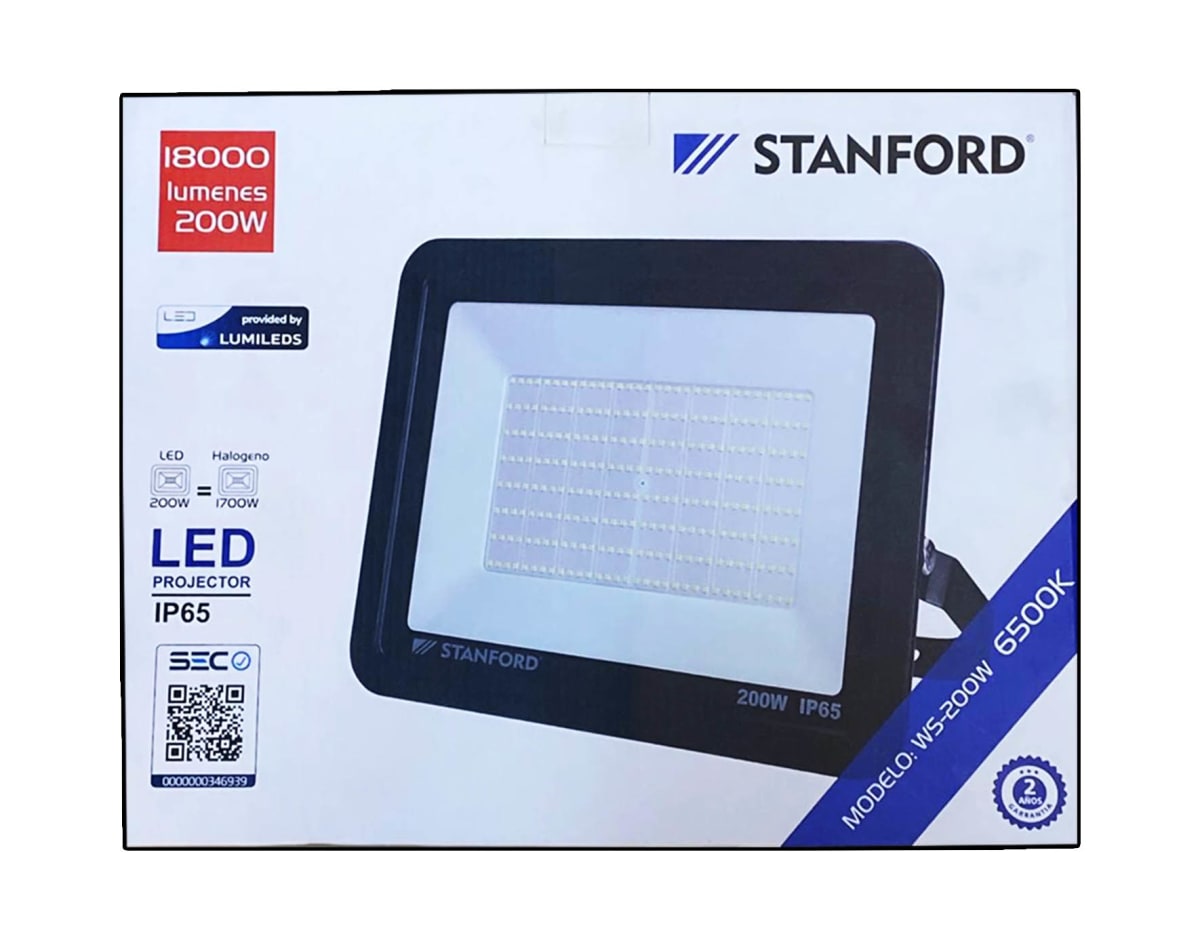 18000
lumenes
200W
STANFORD®
LED
provided by
LUMILEDS
LED Halogeno
200W = 1700W
LED
PROJECTOR
IP65
SEC
0000000346939
STANFORD
200W IP65
MODELO: WS-200W 6500K
2
AÑOS
GARANTIA